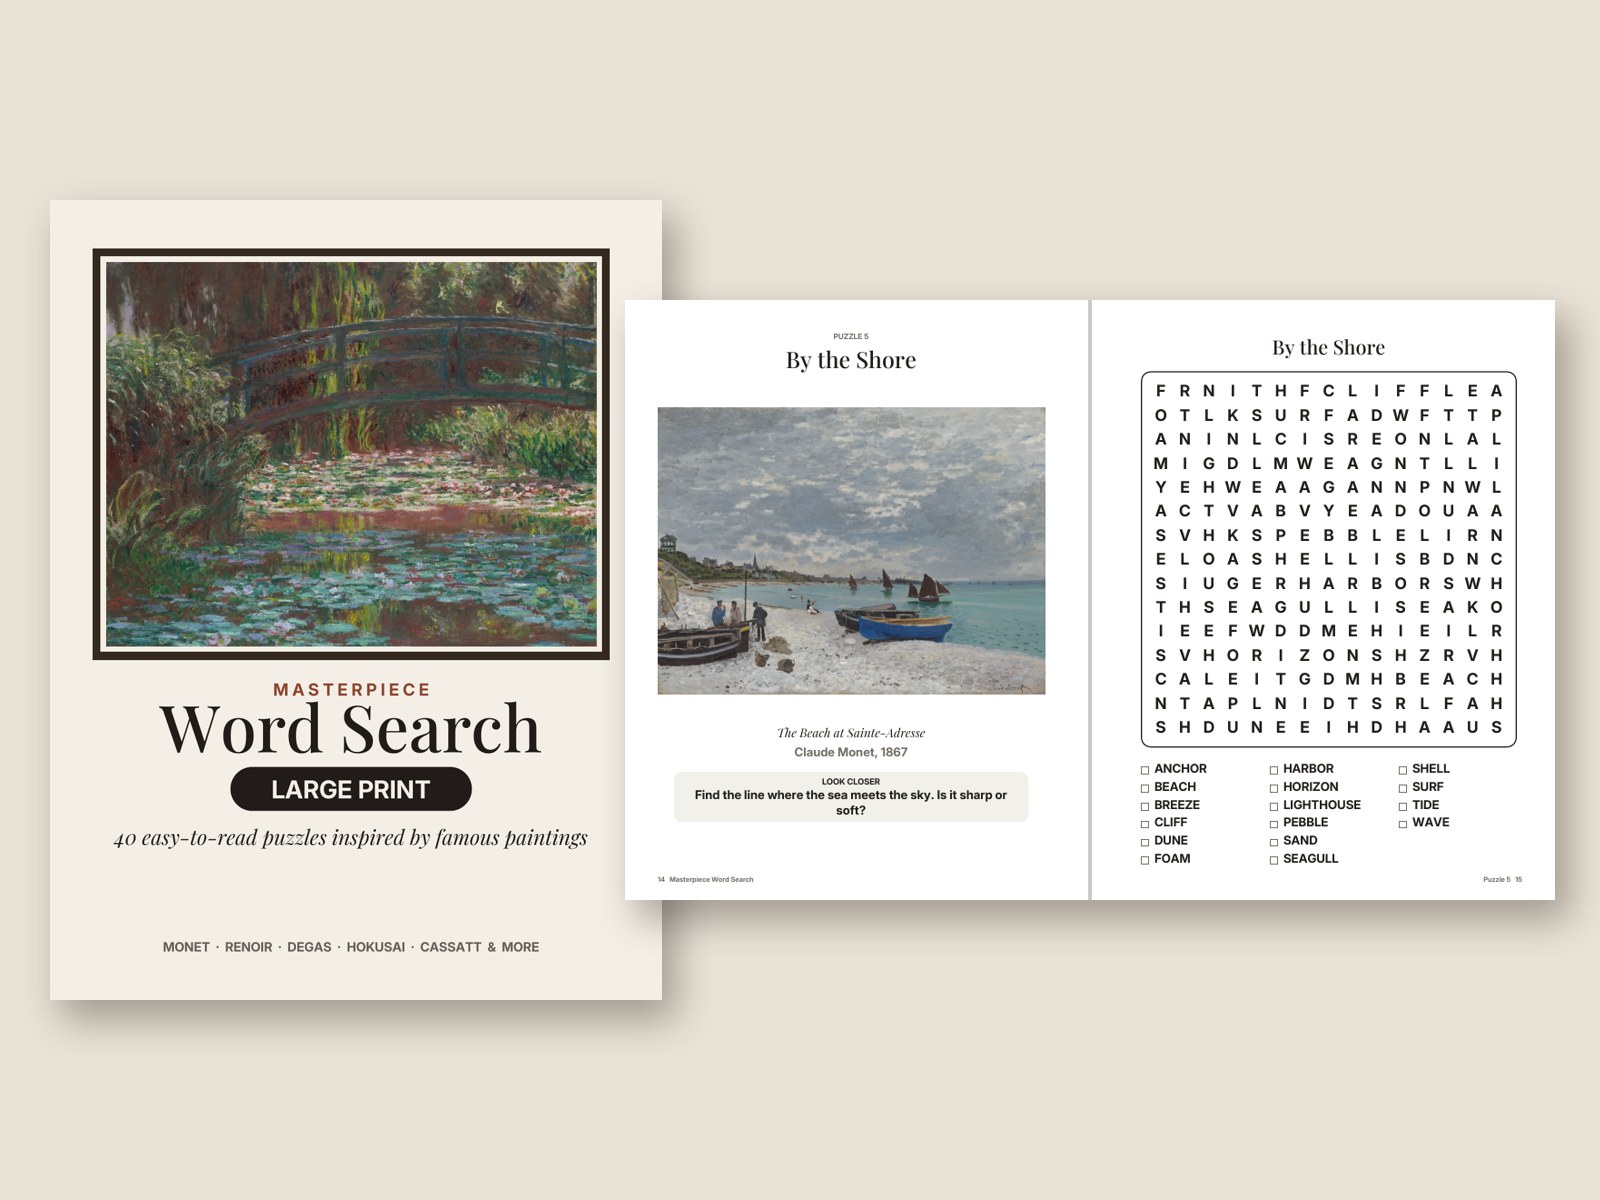 MASTERPIECE
Word Search
LARGE PRINT
40 easy-to-read puzzles inspired by famous paintings
MONET · RENOIR · DEGAS · HOKUSAI · CASSATT & MORE
PUZZLE 5
By the Shore
The Beach at Sainte-Adresse
Claude Monet, 1867
LOOK CLOSER
Find the line where the sea meets the sky. Is it sharp or
soft?
14 Masterpiece Word Search
By the Shore
F R N I T H F C L I F F L E A
O T L K S U R F A D W F T T P
A N I N L C I S R E O N L A L
M I G D L M W E A G N T L L I
Y E H W E A A G A N N P N W L
A C T V A B V Y E A D O U A A
S V H K S P E B B L E L I R N
E L O A S H E L L I S B D N C
S I U G E R H A R B O R S W H
T H S E A G U L L I S E A K O
I E E F W D D M E H I E I L R
S V H O R I Z O N S H Z R V H
C A L E I T G D M H B E A C H
N T A P L N I D T S R L F A H
S H D U N E E I H D H A A U S
ANCHOR
BEACH
BREEZE
CLIFF
DUNE
FOAM
HARBOR
HORIZON
LIGHTHOUSE
PEBBLE
SAND
SEAGULL
SHELL
SURF
TIDE
WAVE
Puzzle 5 15